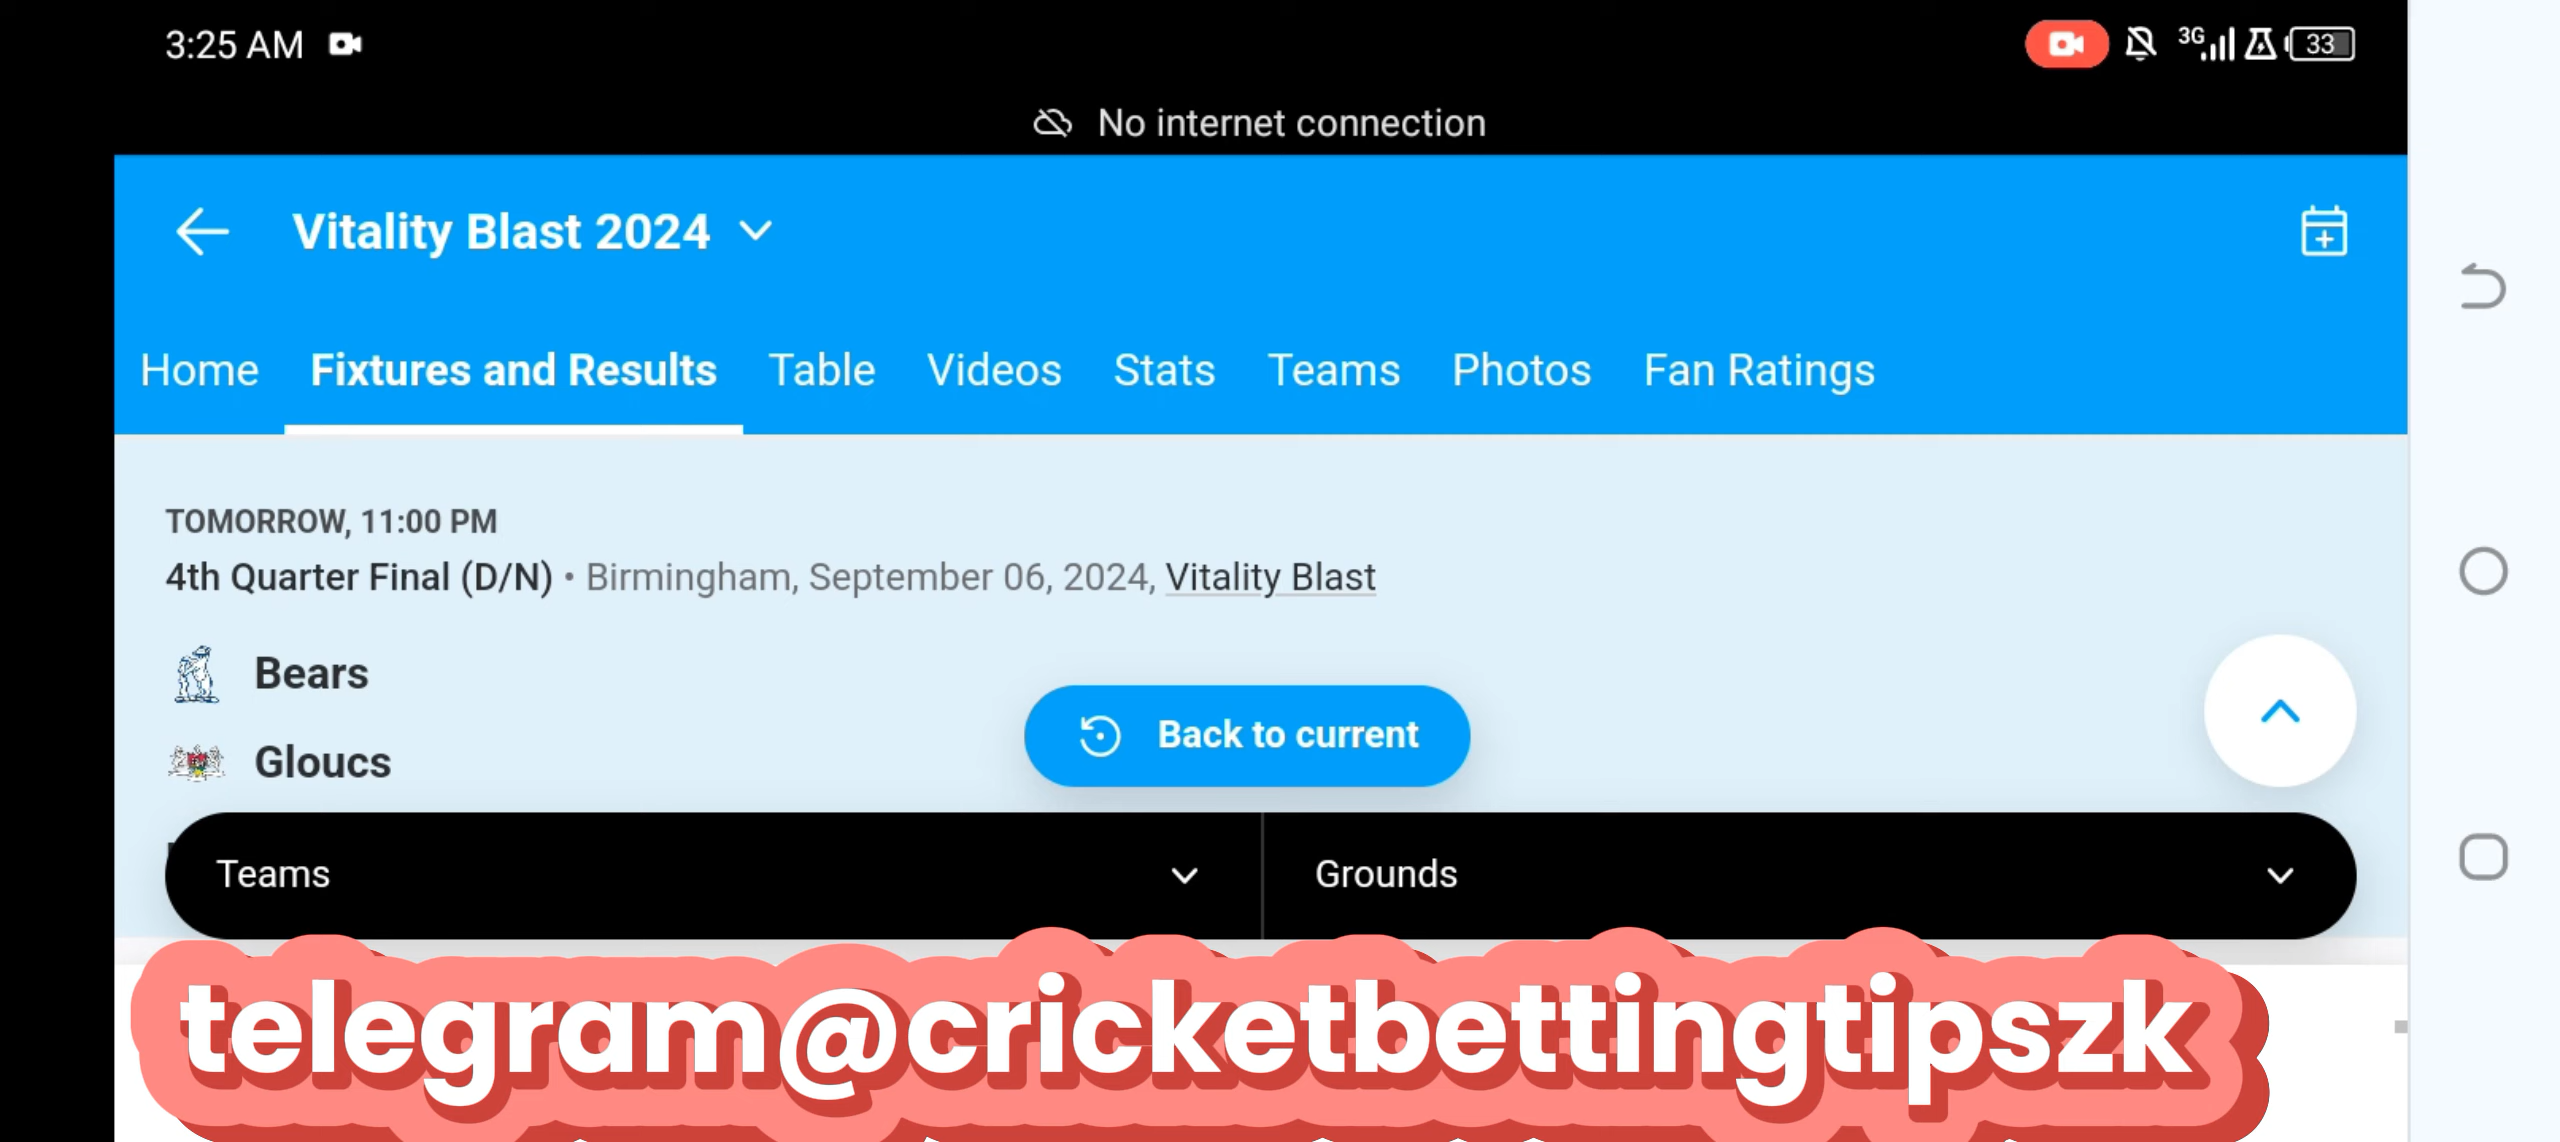 3:25 AM
3G 33
No internet connection
Vitality Blast 2024
Home Fixtures and Results Table Videos Stats Teams Photos Fan Ratings
TOMORROW, 11:00 PM
4th Quarter Final (D/N) • Birmingham, September 06, 2024, Vitality Blast
Bears
Gloucs
Back to current
Teams Grounds
telegram@cricketbettingtipszk